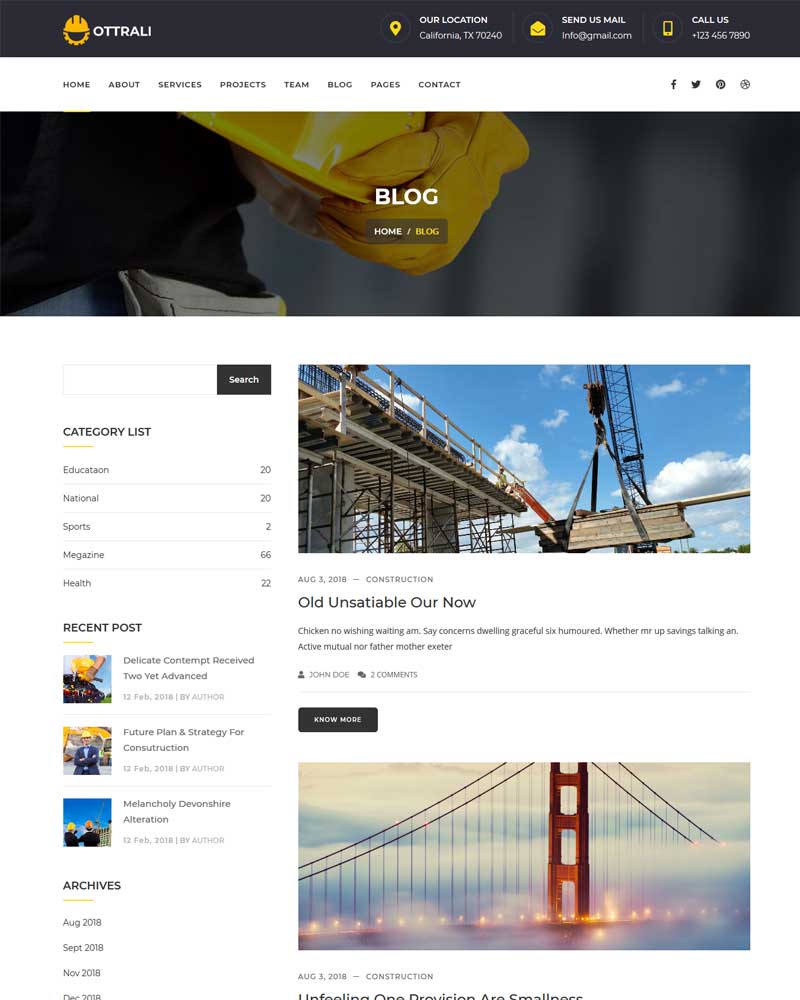 OTTRALI
OUR LOCATION
California, TX 70240
SEND US MAIL
Info@gmail.com
CALL US
+123 456 7890
HOME ABOUT SERVICES PROJECTS TEAM BLOG PAGES CONTACT
BLOG
HOME / BLOG
Search
CATEGORY LIST
Educataon 20
National 20
Sports 2
Megazine 66
Health 22
RECENT POST
Delicate Contempt Received
Two Yet Advanced
12 Feb, 2018 | BY AUTHOR
Future Plan & Strategy For
Consutruction
12 Feb, 2018 | BY AUTHOR
Melancholy Devonshire
Alteration
12 Feb, 2018 | BY AUTHOR
ARCHIVES
Aug 2018
Sept 2018
Nov 2018
Dec 2018
AUG 3, 2018 — CONSTRUCTION
Old Unsatiable Our Now
Chicken no wishing waiting am. Say concerns dwelling graceful six humoured. Whether mr up savings talking an.
Active mutual nor father mother exeter
JOHN DOE 2 COMMENTS
KNOW MORE
AUG 3, 2018 — CONSTRUCTION
Unfeeling One Provision Are Smallness